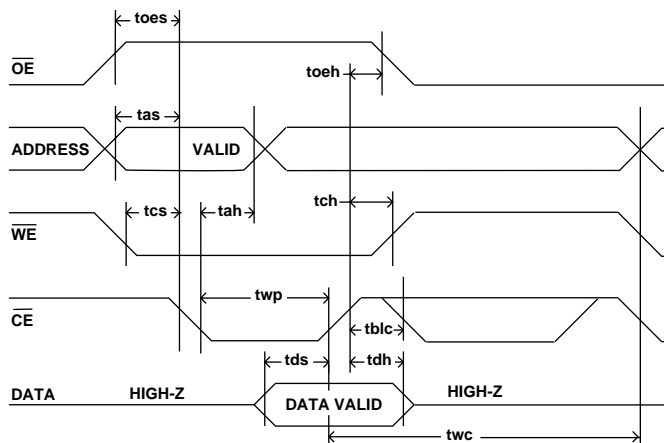 toes
OE
toeh
tas
ADDRESS VALID
tcs tah tch
WE
twp
CE
tblc
tds tdh
DATA HIGH-Z DATA VALID HIGH-Z
twc